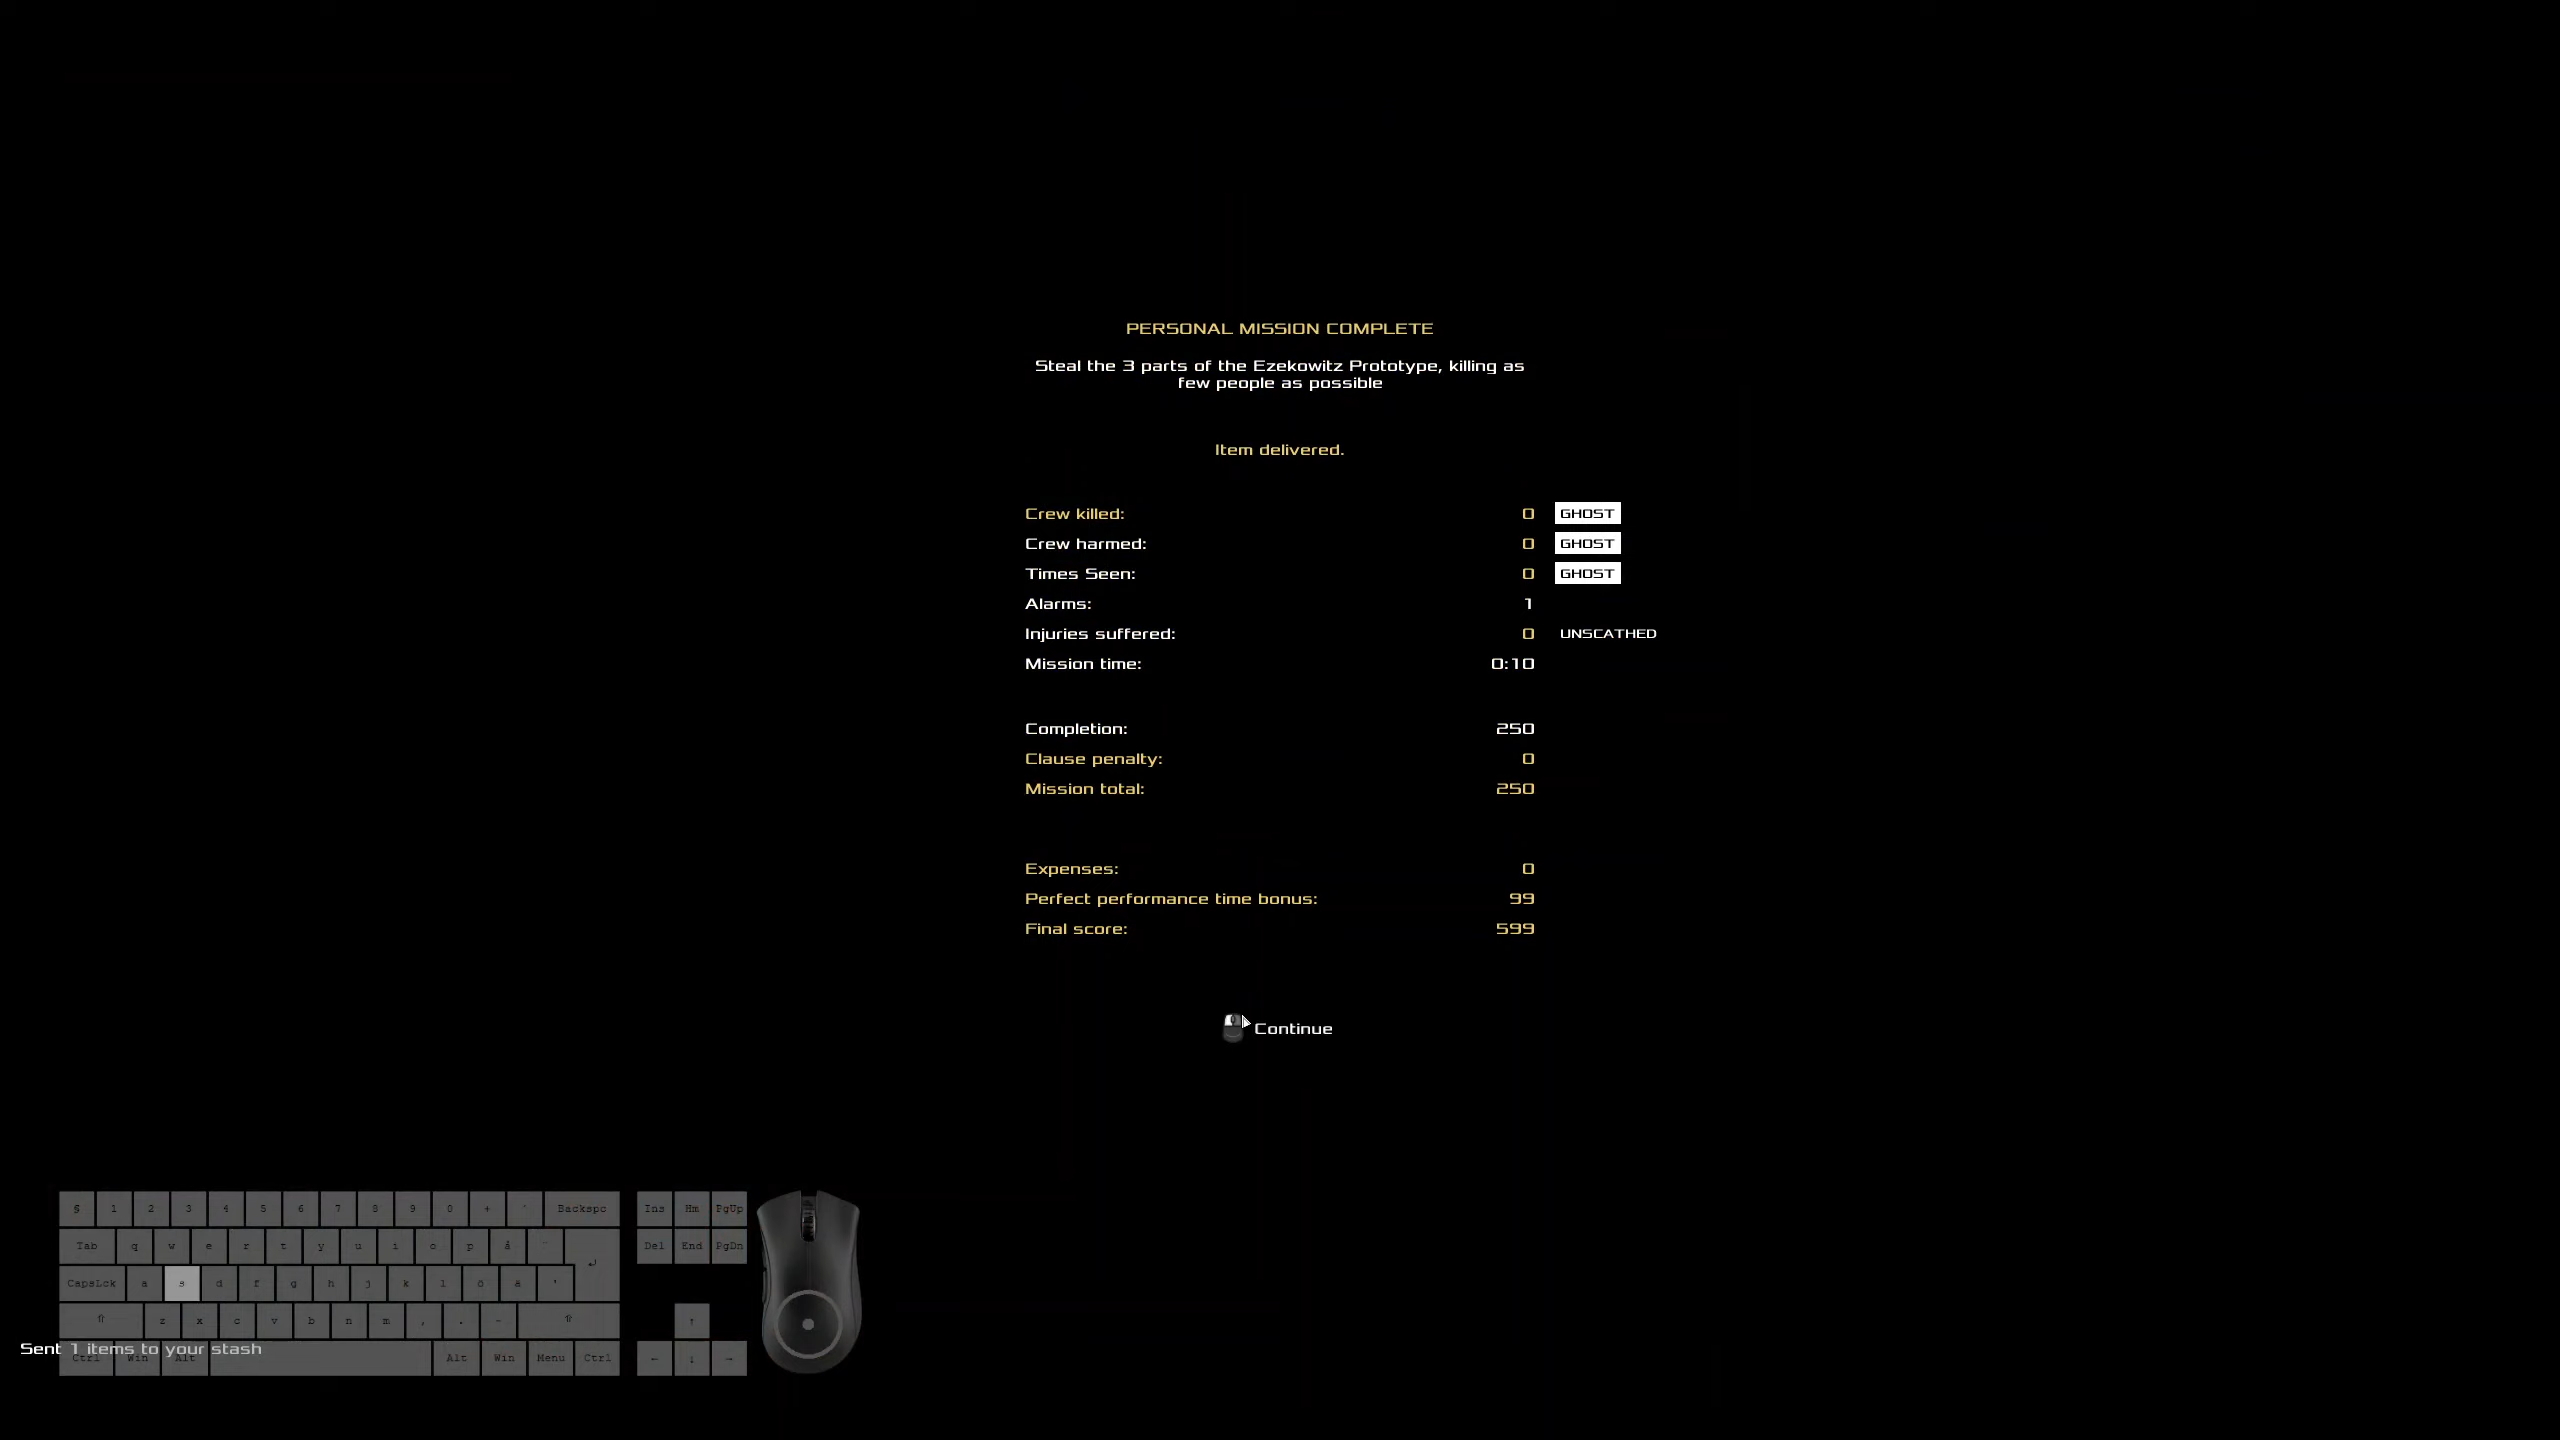 PERSONAL MISSION COMPLETE
Steal the 3 parts of the Ezekowitz Prototype, killing as
few people as possible
Item delivered.
Crew killed: 0 GHOST
Crew harmed: 0 GHOST
Times Seen: 0 GHOST
Alarms: 1
Injuries suffered: 0 UNSCATHED
Mission time: 0:10
Completion: 250
Clause penalty: 0
Mission total: 250
Expenses: 0
Perfect performance time bonus: 99
Final score: 599
Continue
§ 1 2 3 4 5 6 7 8 9 0 + ´ Backspc Ins Hm PgUp
Tab q w e r t y u i o p å ¨ Del End PgDn
CapsLck a s d f g h j k l ö ä '
⇧ z x c v b n m , . - ⇧ ↑
Sent 1 items to your stash
Ctrl Win Alt Alt Win Menu Ctrl ← ↓ →